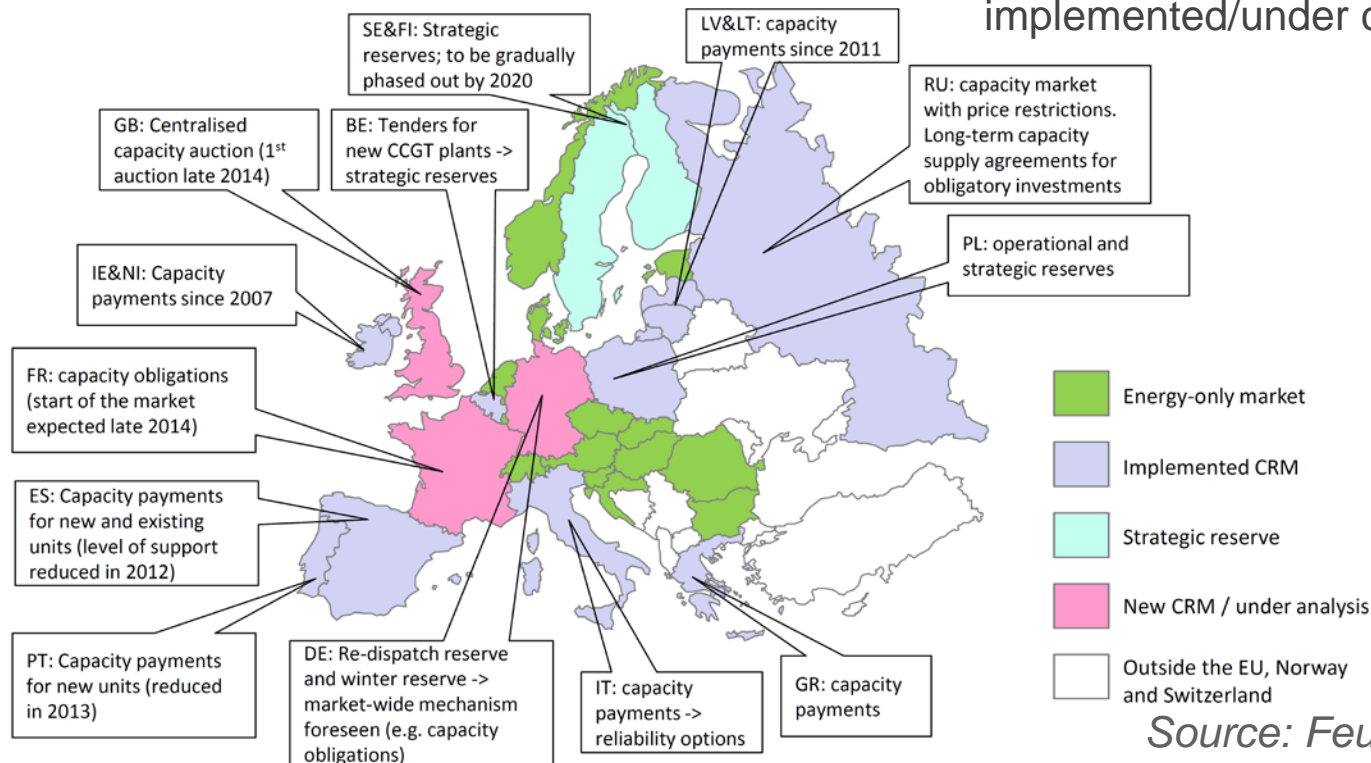 implemented/under
SE&FI: Strategic
reserves; to be gradually
phased out by 2020
LV&LT: capacity
payments since 2011
RU: capacity market
with price restrictions.
Long-term capacity
supply agreements for
obligatory investments
GB: Centralised
capacity auction (1st
auction late 2014)
BE: Tenders for
new CCGT plants ->
strategic reserves
PL: operational and
strategic reserves
IE&NI: Capacity
payments since 2007
FR: capacity obligations
(start of the market
expected late 2014)
ES: Capacity payments
for new and existing
units (level of support
reduced in 2012)
PT: Capacity payments
for new units (reduced
in 2013)
DE: Re-dispatch reserve
and winter reserve ->
market-wide mechanism
foreseen (e.g. capacity
obligations)
IT: capacity
payments ->
reliability options
GR: capacity
payments
Energy-only market
Implemented CRM
Strategic reserve
New CRM / under analysis
Outside the EU, Norway
and Switzerland
Source: